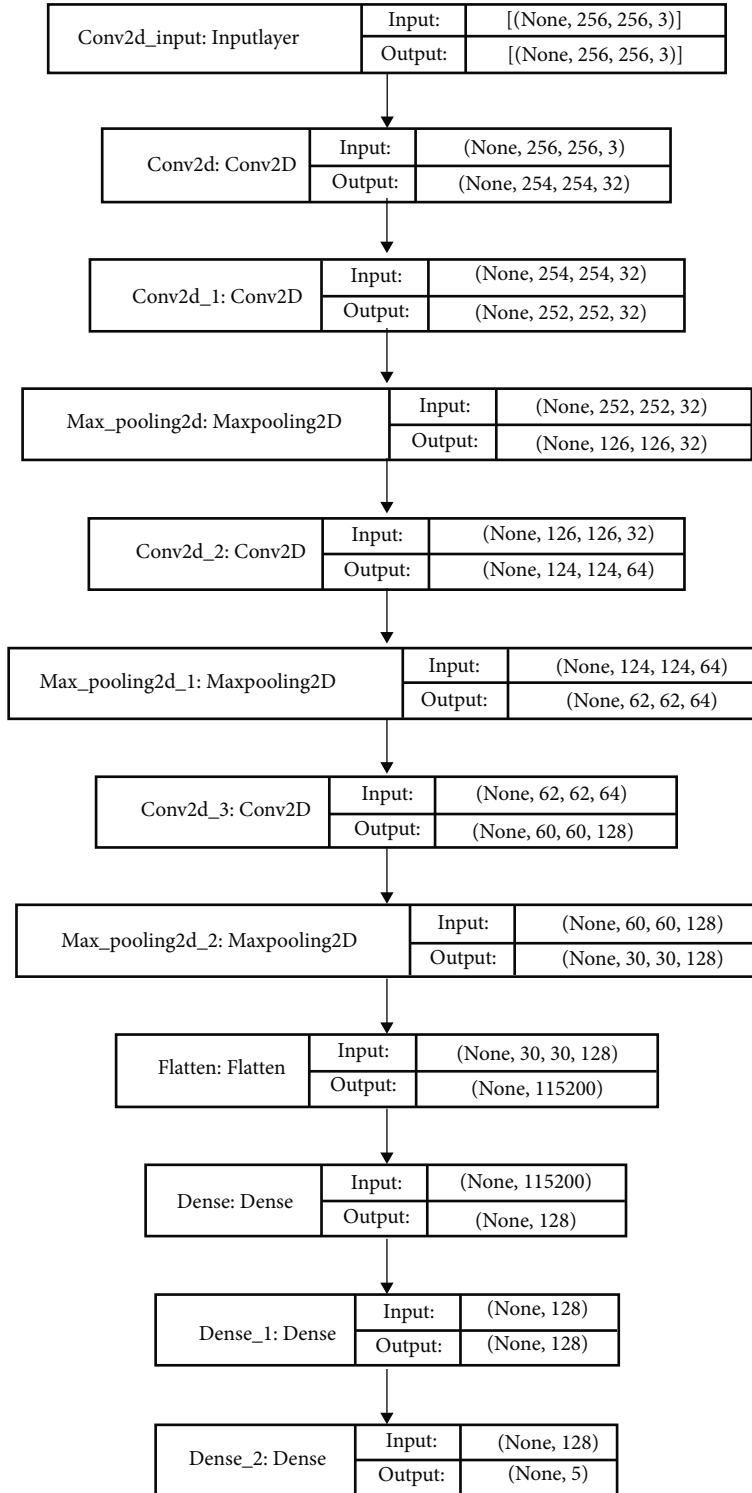 Conv2d_input: Inputlayer
Input:
[(None, 256, 256, 3)]
Output:
[(None, 256, 256, 3)]
Conv2d: Conv2D
Input:
(None, 256, 256, 3)
Output:
(None, 254, 254, 32)
Conv2d_1: Conv2D
Input:
(None, 254, 254, 32)
Output:
(None, 252, 252, 32)
Max_pooling2d: Maxpooling2D
Input:
(None, 252, 252, 32)
Output:
(None, 126, 126, 32)
Conv2d_2: Conv2D
Input:
(None, 126, 126, 32)
Output:
(None, 124, 124, 64)
Max_pooling2d_1: Maxpooling2D
Input:
(None, 124, 124, 64)
Output:
(None, 62, 62, 64)
Conv2d_3: Conv2D
Input:
(None, 62, 62, 64)
Output:
(None, 60, 60, 128)
Max_pooling2d_2: Maxpooling2D
Input:
(None, 60, 60, 128)
Output:
(None, 30, 30, 128)
Flatten: Flatten
Input:
(None, 30, 30, 128)
Output:
(None, 115200)
Dense: Dense
Input:
(None, 115200)
Output:
(None, 128)
Dense_1: Dense
Input:
(None, 128)
Output:
(None, 128)
Dense_2: Dense
Input:
(None, 128)
Output:
(None, 5)